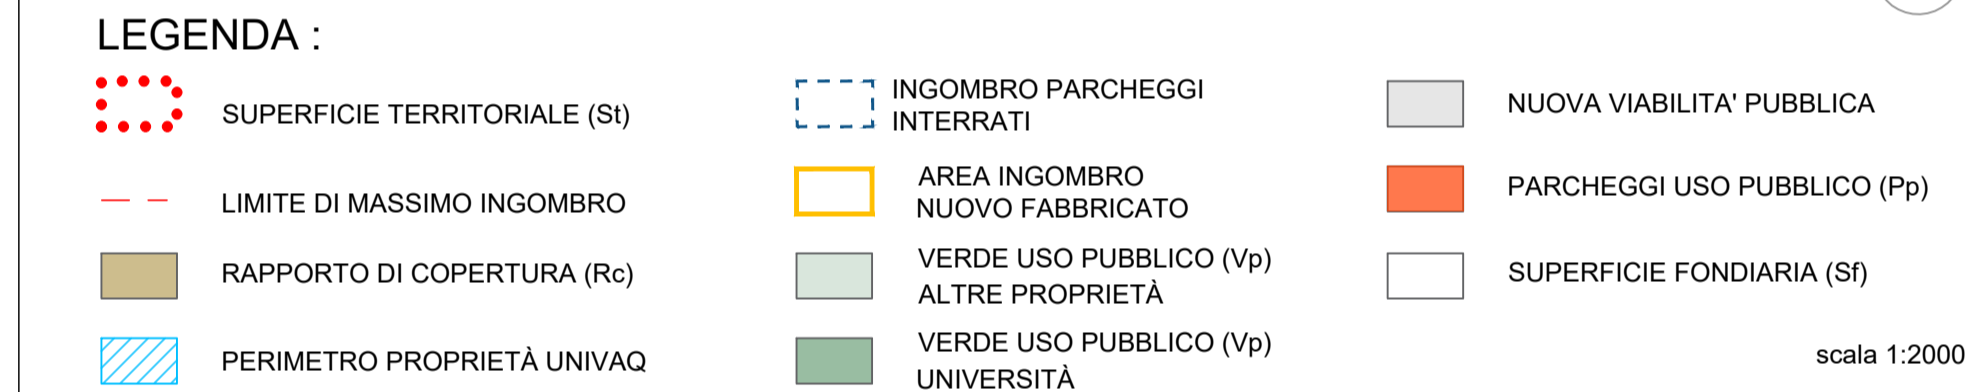 LEGENDA :
SUPERFICIE TERRITORIALE (St)
LIMITE DI MASSIMO INGOMBRO
RAPPORTO DI COPERTURA (Rc)
PERIMETRO PROPRIETÀ UNIVAQ
INGOMBRO PARCHEGGI
INTERRATI
AREA INGOMBRO
NUOVO FABBRICATO
VERDE USO PUBBLICO (Vp)
ALTRE PROPRIETÀ
VERDE USO PUBBLICO (Vp)
UNIVERSITÀ
NUOVA VIABILITA' PUBBLICA
PARCHEGGI USO PUBBLICO (Pp)
SUPERFICIE FONDIARIA (Sf)
scala 1:2000